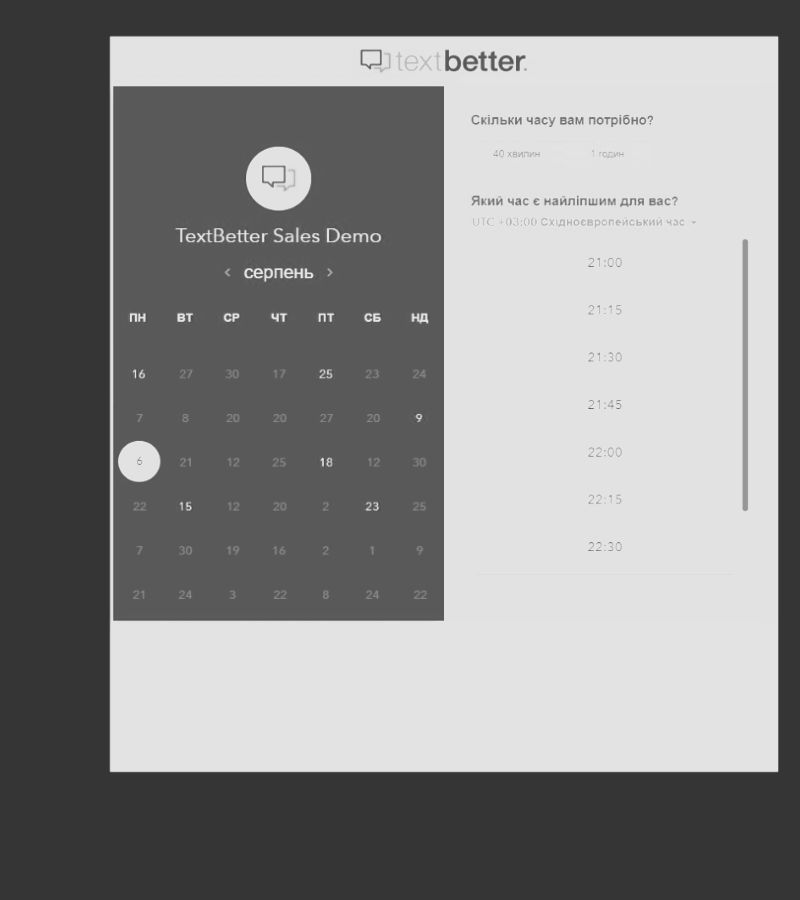 textbetter.
TextBetter Sales Demo
‹ серпень ›
ПН ВТ СР ЧТ ПТ СБ НД
16 27 30 17 25 23 24
7 8 20 20 27 20 9
6 21 12 25 18 12 30
22 15 12 20 2 23 25
7 30 19 16 2 1 9
21 24 3 22 8 24 22
Скільки часу вам потрібно?
40 хвилин 1 годин
Який час є найліпшим для вас?
UTC +03:00 Східноєвропейський час
21:00
21:15
21:30
21:45
22:00
22:15
22:30